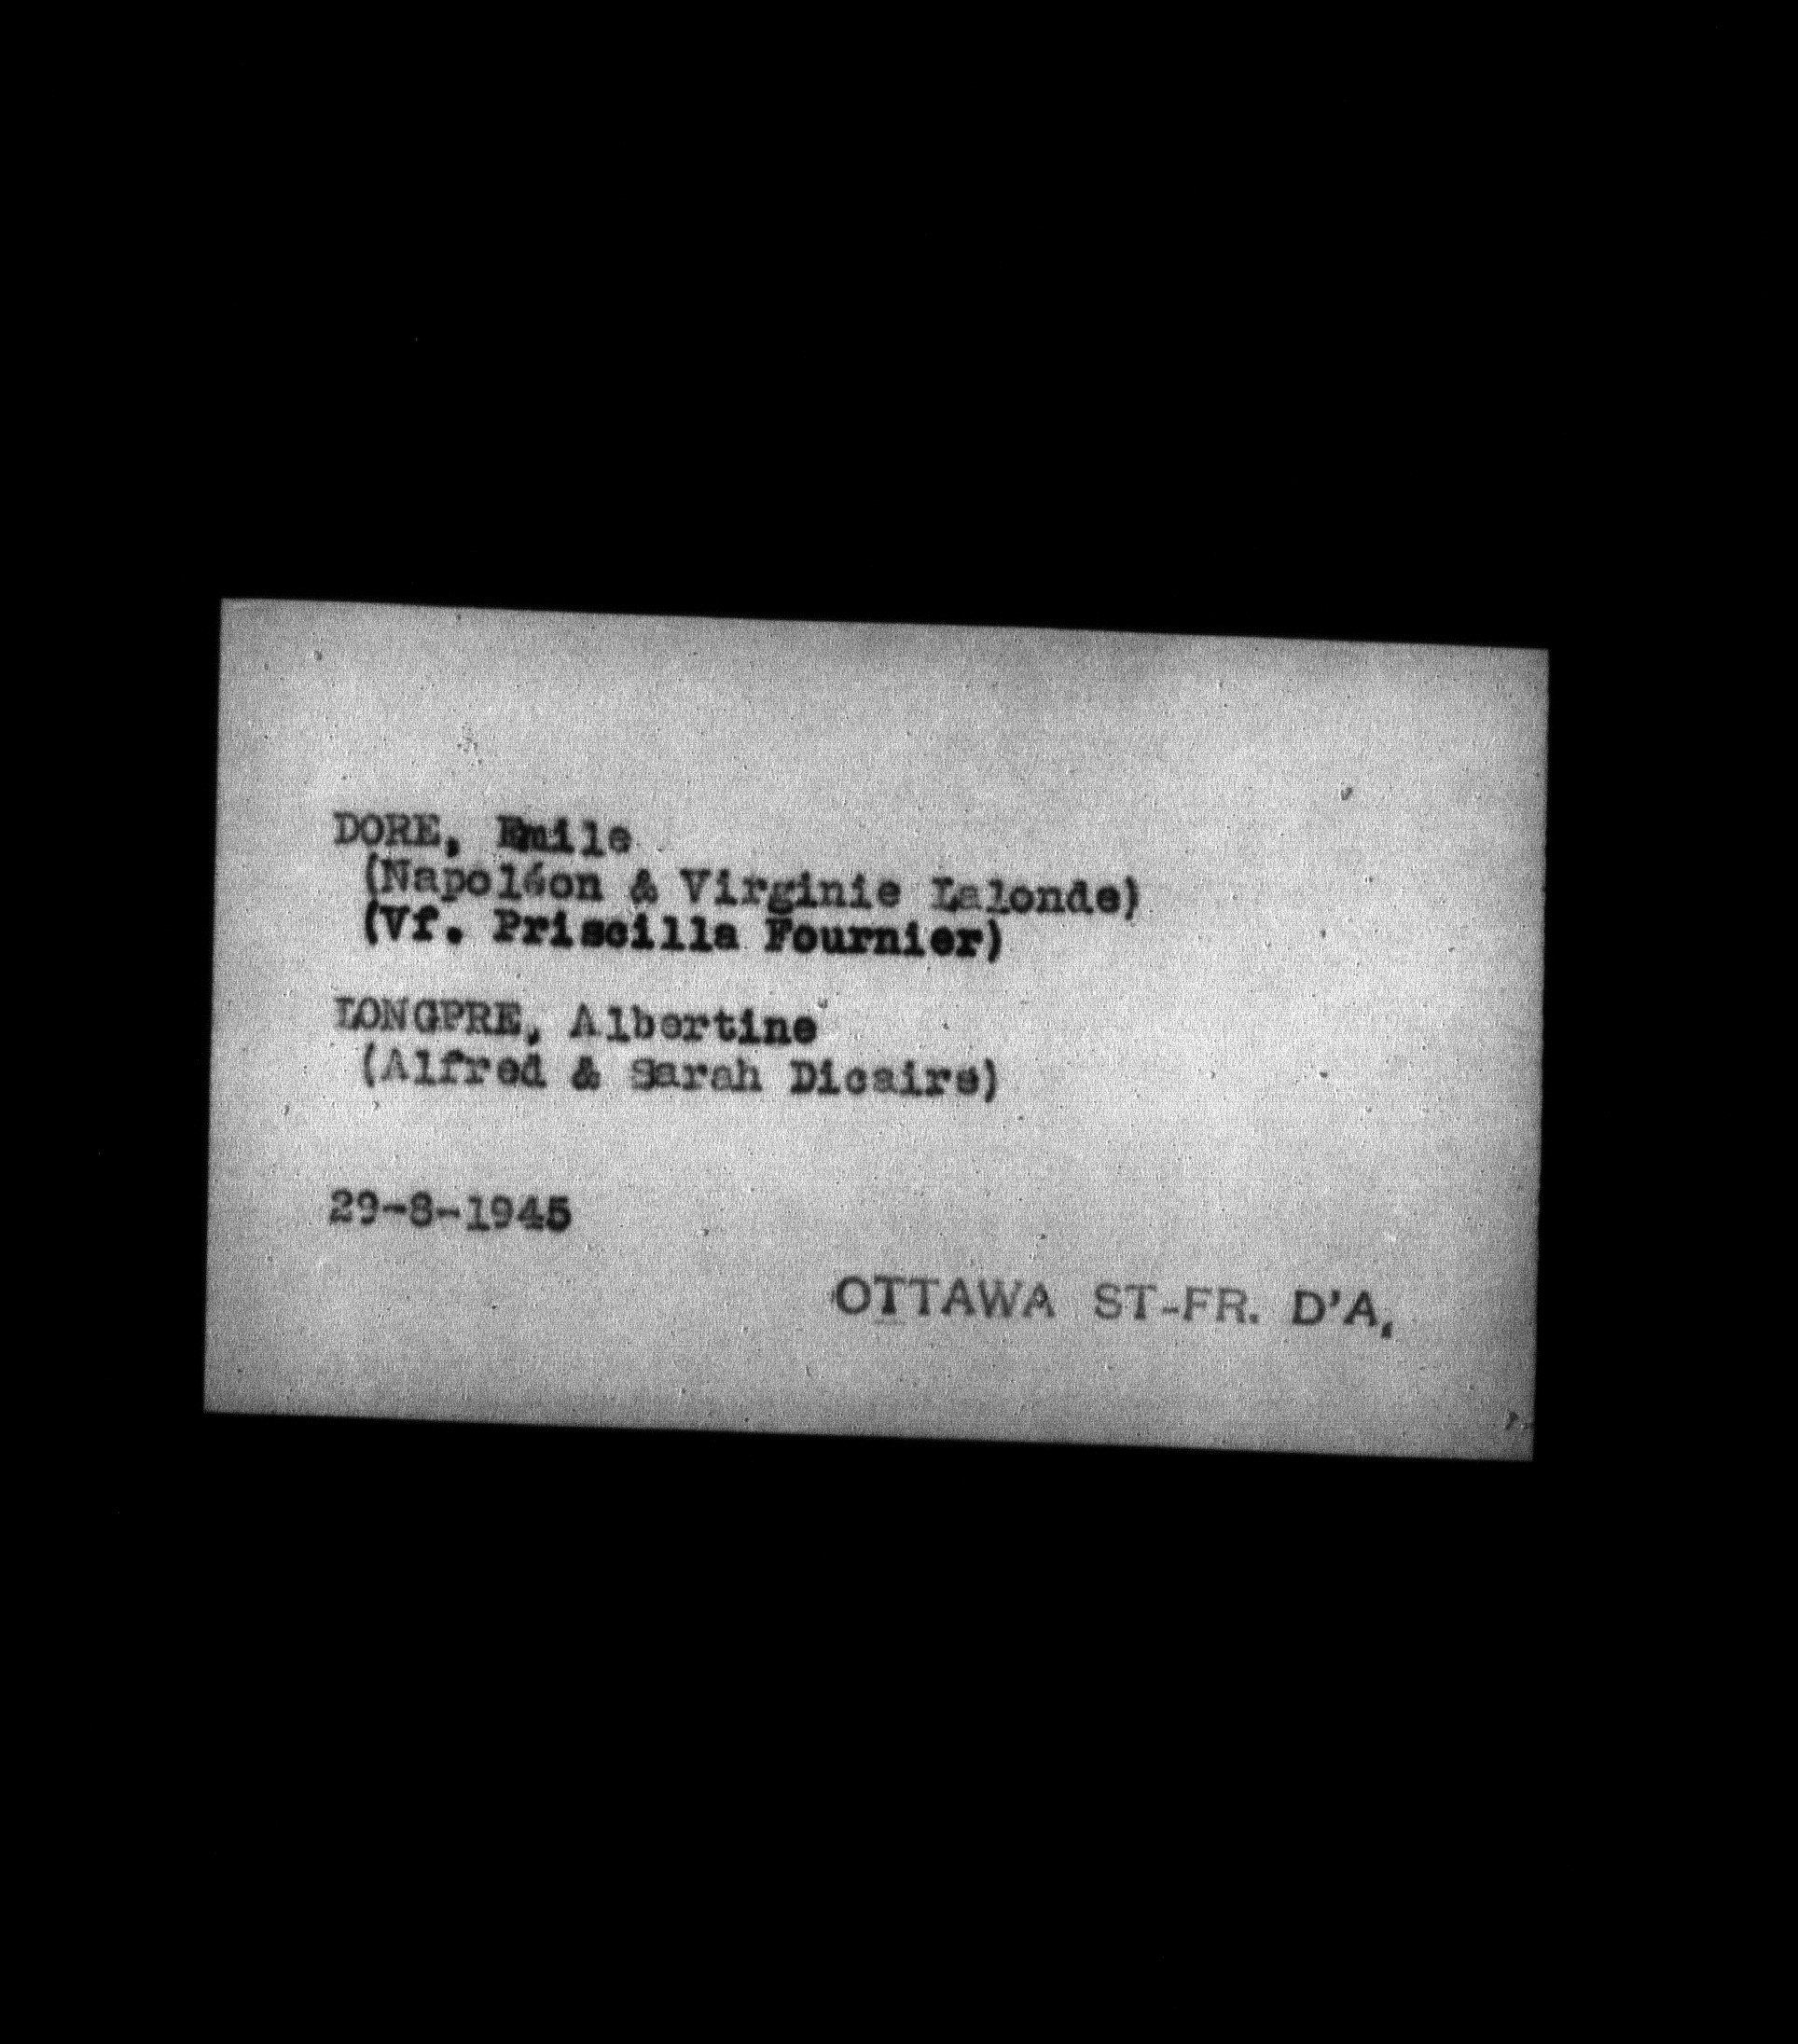 DORE, Emile
(Napoléon & Virginie Lalonde)
(Vf. Priscilla Fournier)
LONGPRE, Albertine
(Alfred & Sarah Dicaire)
29-8-1945
OTTAWA ST-FR. D'A.